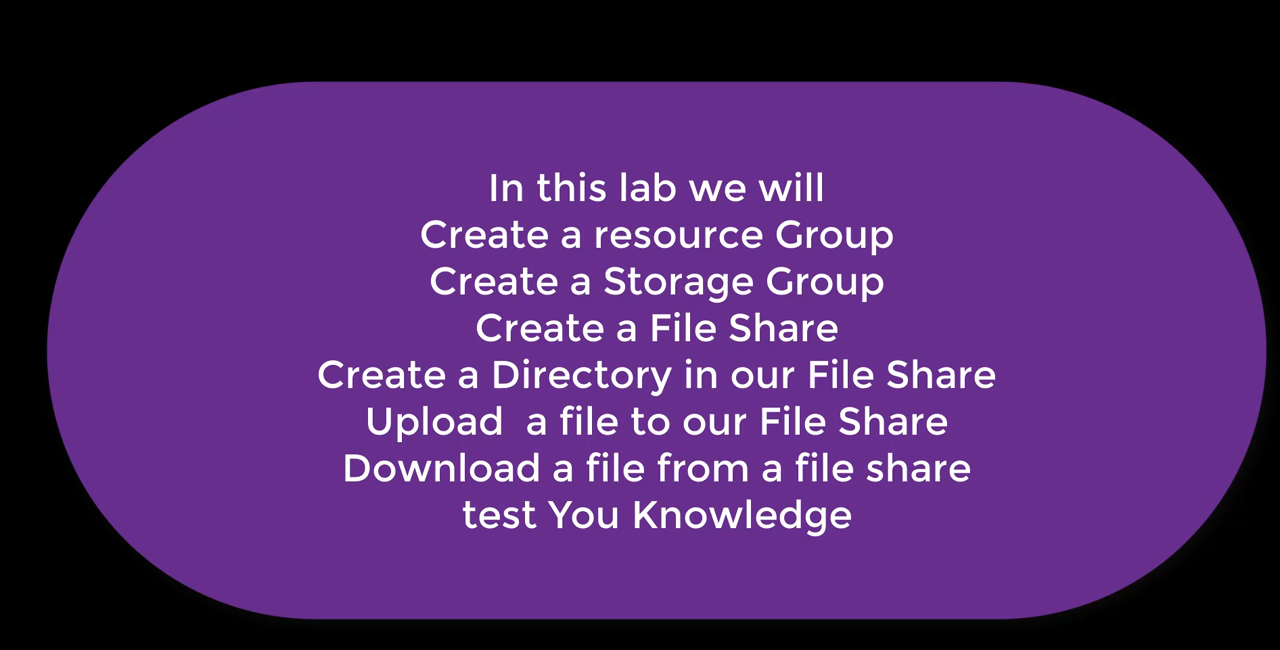 In this lab we will
Create a resource Group
Create a Storage Group
Create a File Share
Create a Directory in our File Share
Upload  a file to our File Share
Download a file from a file share
test You Knowledge